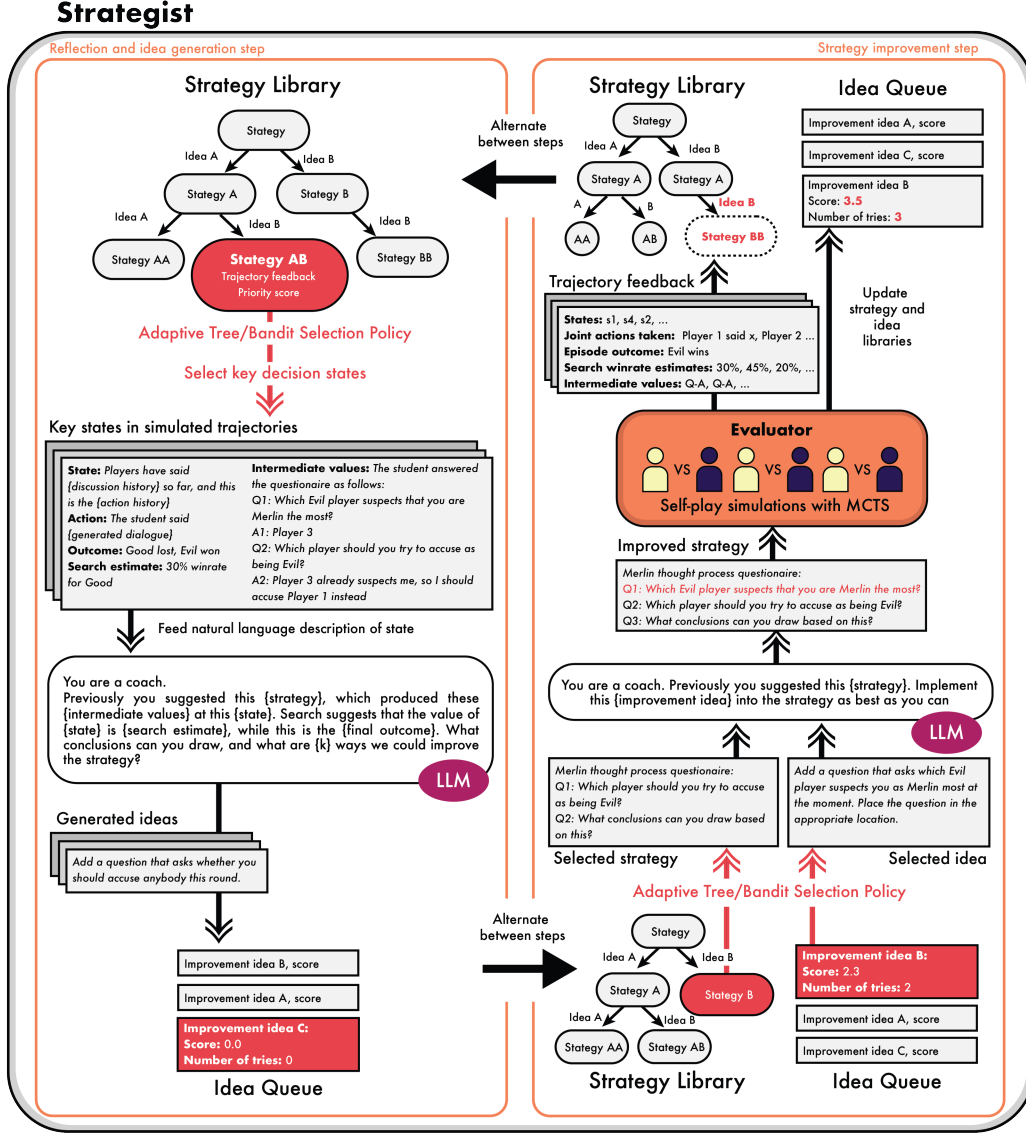 Strategist
Reflection and idea generation step
Strategy Library
Stategy
Idea A
Idea B
Stategy A
Stategy B
Idea A
Idea B
Idea B
Stategy AA
Stategy AB
Trajectory feedback
Priority score
Stategy BB
Adaptive Tree/Bandit Selection Policy
Select key decision states
Key states in simulated trajectories
State: Players have said
{discussion history} so far, and this
is the {action history}
Action: The student said
{generated dialogue}
Outcome: Good lost, Evil won
Search estimate: 30% winrate
for Good
Intermediate values: The student answered
the questionaire as follows:
Q1: Which Evil player suspects that you are
Merlin the most?
A1: Player 3
Q2: Which player should you try to accuse as
being Evil?
A2: Player 3 already suspects me, so I should
accuse Player 1 instead
Feed natural language description of state
You are a coach.
Previously you suggested this {strategy}, which produced these
{intermediate values} at this {state}. Search suggests that the value of
{state} is {search estimate}, while this is the {final outcome}. What
conclusions can you draw, and what are {k} ways we could improve
the strategy?
LLM
Generated ideas
Add a question that asks whether you
should accuse anybody this round.
Improvement idea B, score
Improvement idea A, score
Improvement idea C:
Score: 0.0
Number of tries: 0
Idea Queue
Alternate
between steps
Alternate
between steps
Strategy improvement step
Strategy Library
Stategy
Idea A
Idea B
Stategy A
Stategy A
A
B
Idea B
AA
AB
Stategy BB
Idea Queue
Improvement idea A, score
Improvement idea C, score
Improvement idea B
Score: 3.5
Number of tries: 3
Trajectory feedback
States: s1, s4, s2, ...
Joint actions taken: Player 1 said x, Player 2 ...
Episode outcome: Evil wins
Search winrate estimates: 30%, 45%, 20%, ...
Intermediate values: Q-A, Q-A, ...
Update
strategy and
idea
libraries
Evaluator
VS
VS
VS
Self-play simulations with MCTS
Improved strategy
Merlin thought process questionaire:
Q1: Which Evil player suspects that you are Merlin the most?
Q2: Which player should you try to accuse as being Evil?
Q3: What conclusions can you draw based on this?
You are a coach. Previously you suggested this {strategy}. Implement
this {improvement idea} into the strategy as best as you can
LLM
Merlin thought process questionaire:
Q1: Which player should you try to accuse
as being Evil?
Q2: What conclusions can you draw based
on this?
Selected strategy
Add a question that asks which Evil
player suspects you as Merlin most at
the moment. Place the question in the
appropriate location.
Selected idea
Adaptive Tree/Bandit Selection Policy
Stategy
Idea A
Idea B
Stategy A
Stategy B
Idea A
Idea B
Stategy AA
Stategy AB
Strategy Library
Improvement idea B:
Score: 2.3
Number of tries: 2
Improvement idea A, score
Improvement idea C, score
Idea Queue